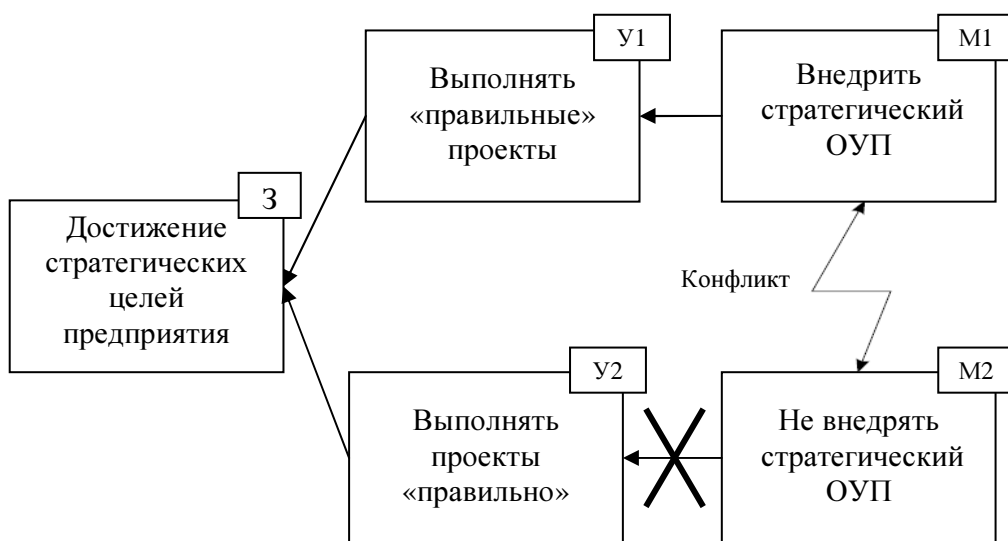 У1
Выполнять
«правильные»
проекты
М1
Внедрить
стратегический
ОУП
З
Достижение
стратегических
целей
предприятия
Конфликт
У2
Выполнять
проекты
«правильно»
М2
Не внедрять
стратегический
ОУП